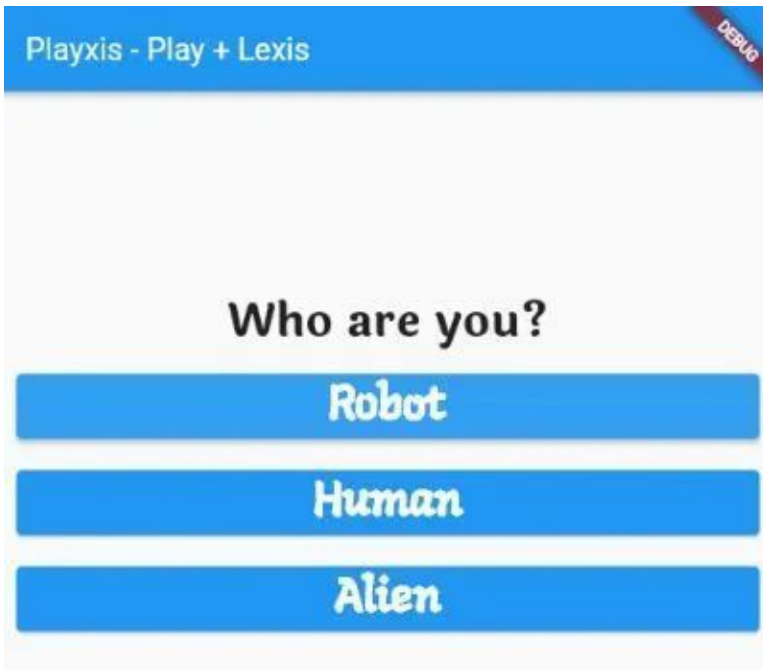 Playxis - Play + Lexis
DEBUG
Who are you?
Robot
Human
Alien